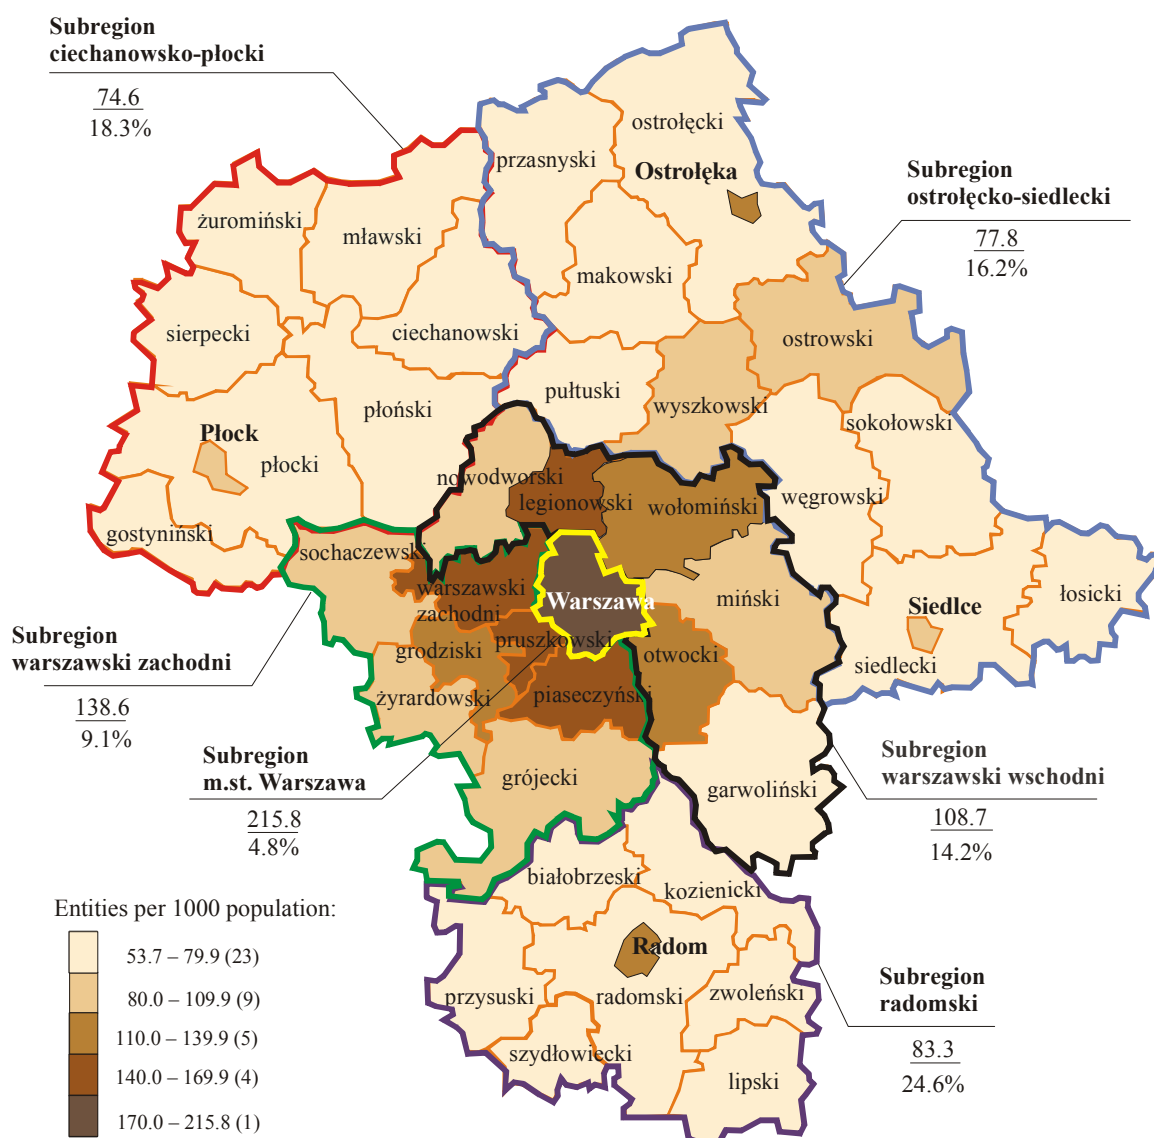 Subregion
ciechanowsko-płocki
74.6
18.3%
ostrołęcki
przasnyski
Ostrołęka
Subregion
ostrołęcko-siedlecki
77.8
16.2%
żuromiński
mławski
makowski
sierpecki
ciechanowski
ostrowski
pułtuski
wyszkowski
płoński
sokołowski
Płock
płocki
nowodworski
legionowski
wołomiński
węgrowski
gostyniński
sochaczewski
warszawski
zachodni
Warszawa
miński
Siedlce
łosicki
Subregion
warszawski zachodni
138.6
9.1%
pruszkowski
grodziski
otwocki
siedlecki
żyrardowski
piaseczyński
Subregion
m.st. Warszawa
215.8
4.8%
grójecki
garwoliński
Subregion
warszawski wschodni
108.7
14.2%
białobrzeski
kozienicki
Entities per 1000 population:
53.7 – 79.9 (23)
80.0 – 109.9 (9)
110.0 – 139.9 (5)
140.0 – 169.9 (4)
170.0 – 215.8 (1)
Radom
przysuski
radomski
zwoleński
szydłowiecki
lipski
Subregion
radomski
83.3
24.6%